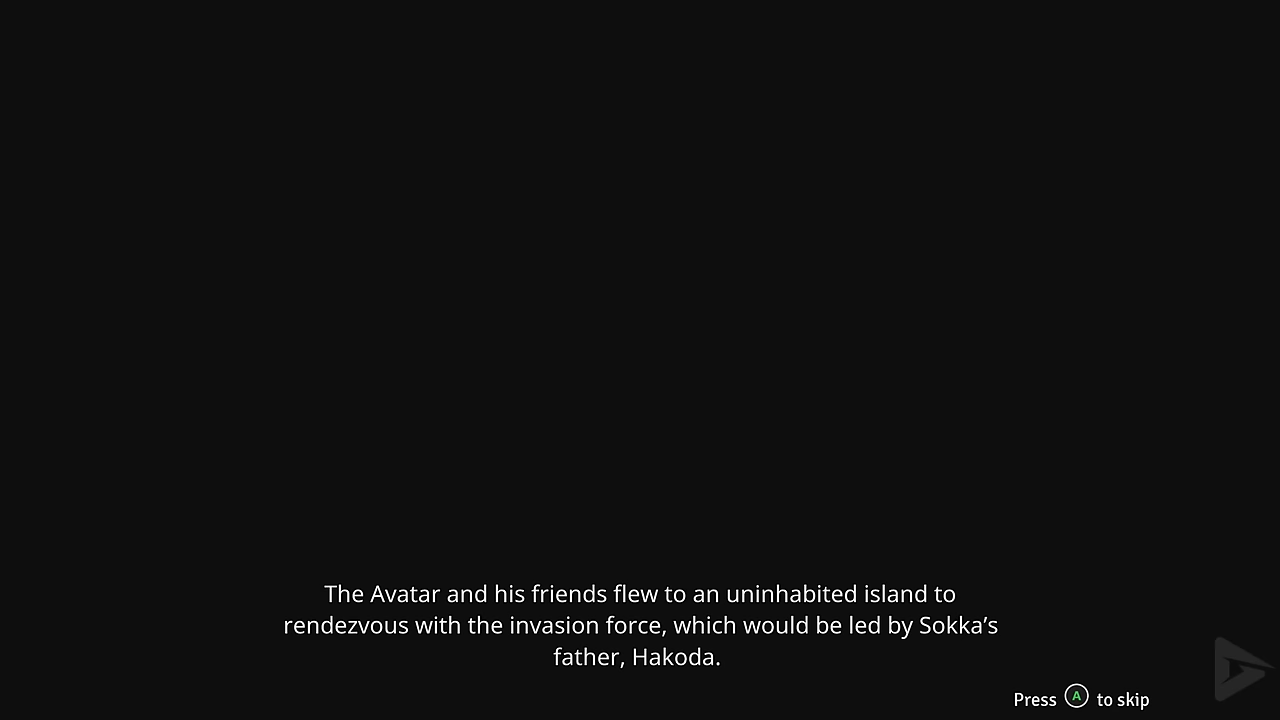 The Avatar and his friends flew to an uninhabited island to
rendezvous with the invasion force, which would be led by Sokka’s
father, Hakoda.
Press A to skip